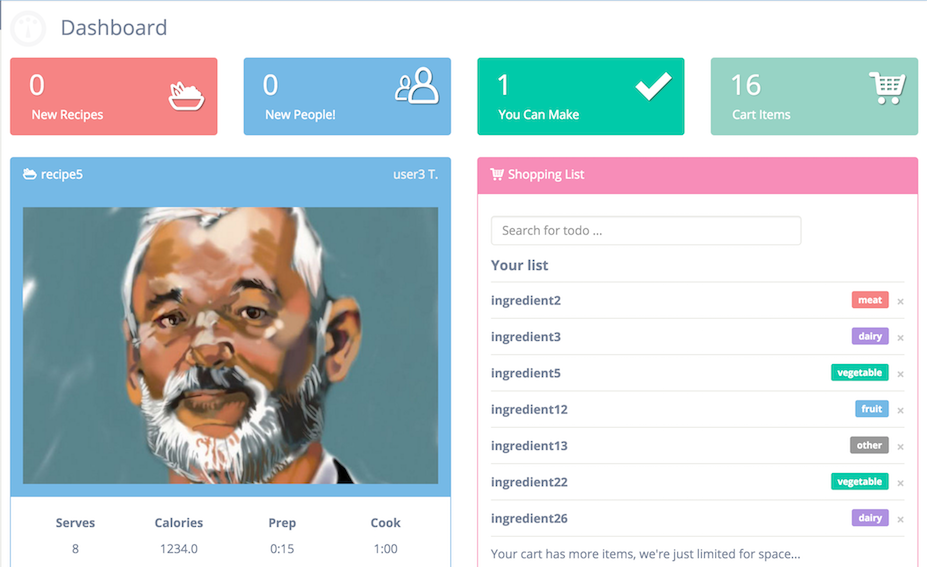 Dashboard
0
New Recipes
0
New People!
1
You Can Make
16
Cart Items
recipe5
user3 T.
Serves
Calories
Prep
Cook
8
1234.0
0:15
1:00
Shopping List
Search for todo ...
Your list
ingredient2
meat ×
ingredient3
dairy ×
ingredient5
vegetable ×
ingredient12
fruit ×
ingredient13
other ×
ingredient22
vegetable ×
ingredient26
dairy ×
Your cart has more items, we're just limited for space...